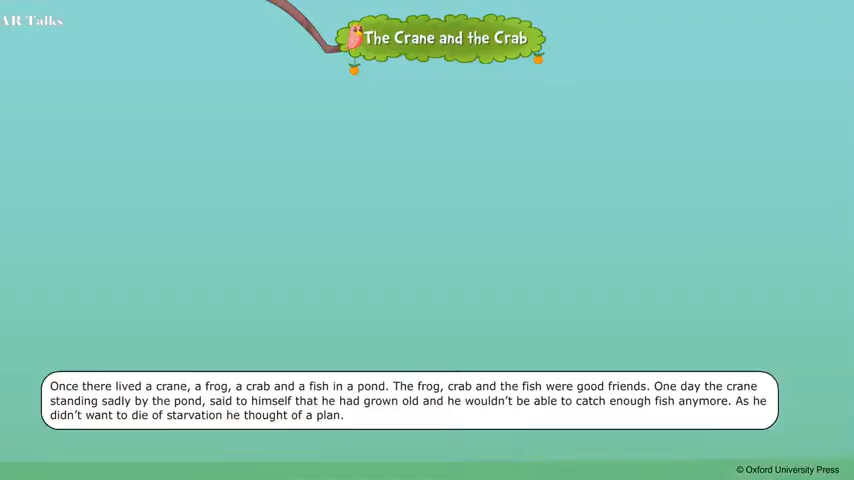 AR Talks
The Crane and the Crab
Once there lived a crane, a frog, a crab and a fish in a pond. The frog, crab and the fish were good friends. One day the crane
standing sadly by the pond, said to himself that he had grown old and he wouldn't be able to catch enough fish anymore. As he
didn't want to die of starvation he thought of a plan.
© Oxford University Press